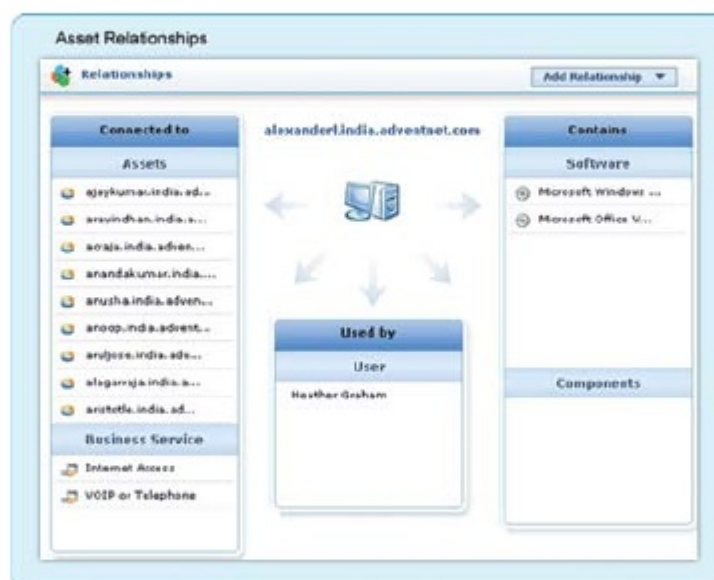 Asset Relationships
Relationships
Add Relationship
Connected to
Assets
ajaykumar.india.ad...
aravindhan.india.a...
acraja.india.adven...
anandakumar.india....
anusha.india.adven...
anoop.india.advent...
aruljose.india.adv...
alagarraja.india.a...
aristotle.india.ad...
Business Service
Internet Access
VOIP or Telephone
alexanderl.india.adventnet.com
Used by
User
Heather Graham
Contains
Software
Microsoft Windows ...
Microsoft Office V...
Components